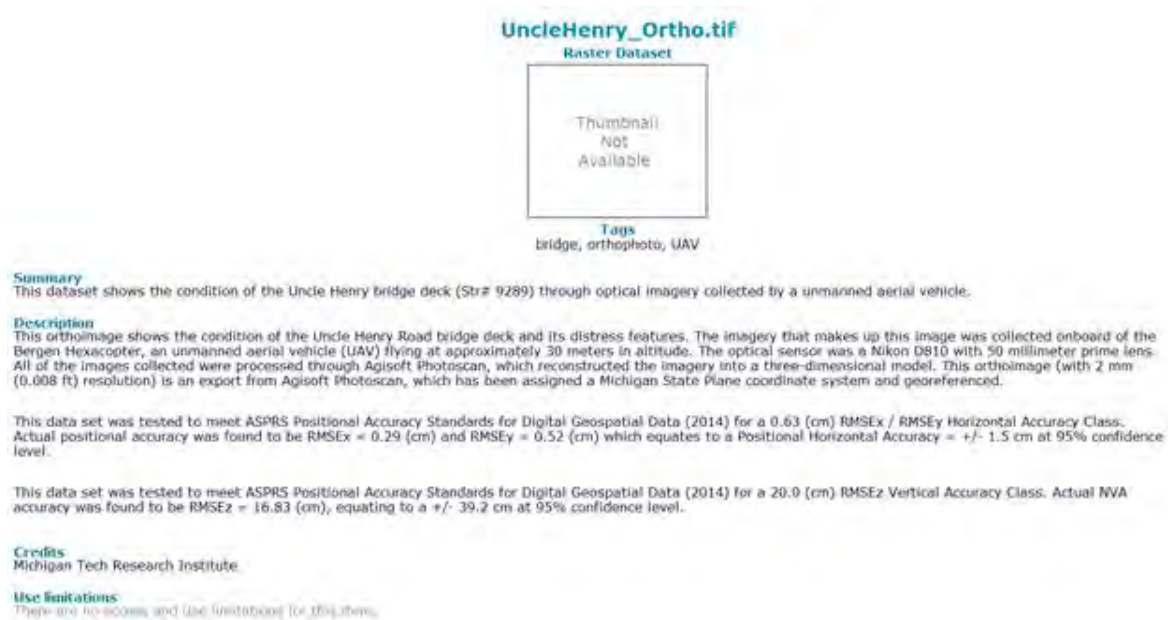 UncleHenry_Ortho.tif
Raster Dataset
Thumbnail
Not
Available
Tags
bridge, orthophoto, UAV
Summary
This dataset shows the condition of the Uncle Henry bridge deck (Str# 9289) through optical imagery collected by a unmanned aerial vehicle.
Description
This orthoimage shows the condition of the Uncle Henry Road bridge deck and its distress features. The imagery that makes up this image was collected onboard of the
Bergen Hexacopter, an unmanned aerial vehicle (UAV) flying at approximately 30 meters in altitude. The optical sensor was a Nikon D810 with 50 millimeter prime lens.
All of the images collected were processed through Agisoft Photoscan, which reconstructed the imagery into a three-dimensional model. This orthoimage (with 2 mm
(0.008 ft) resolution) is an export from Agisoft Photoscan, which has been assigned a Michigan State Plane coordinate system and georeferenced.
This data set was tested to meet ASPRS Positional Accuracy Standards for Digital Geospatial Data (2014) for a 0.63 (cm) RMSEx / RMSEy Horizontal Accuracy Class.
Actual positional accuracy was found to be RMSEx = 0.29 (cm) and RMSEy = 0.52 (cm) which equates to a Positional Horizontal Accuracy = +/- 1.5 cm at 95% confidence
level.
This data set was tested to meet ASPRS Positional Accuracy Standards for Digital Geospatial Data (2014) for a 20.0 (cm) RMSEz Vertical Accuracy Class. Actual NVA
accuracy was found to be RMSEz = 16.83 (cm), equating to a +/- 39.2 cm at 95% confidence level.
Credits
Michigan Tech Research Institute
Use limitations
There are no access and use limitations for this item.